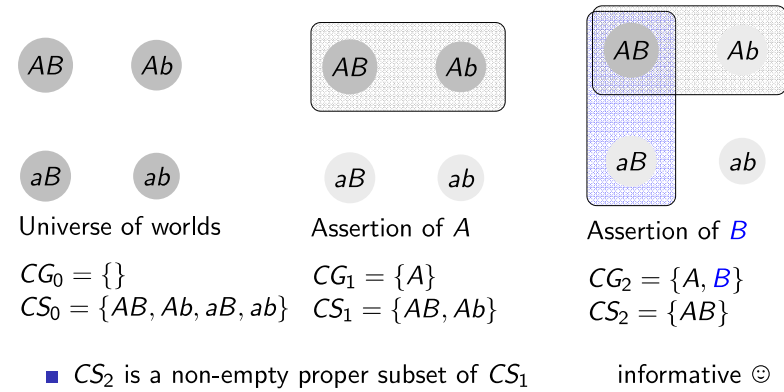 AB Ab
aB ab
Universe of worlds
CG₀ = {}
CS₀ = {AB, Ab, aB, ab}
AB Ab
aB ab
Assertion of A
CG₁ = {A}
CS₁ = {AB, Ab}
AB Ab
aB ab
Assertion of B
CG₂ = {A, B}
CS₂ = {AB}
■ CS₂ is a non-empty proper subset of CS₁ informative ☺